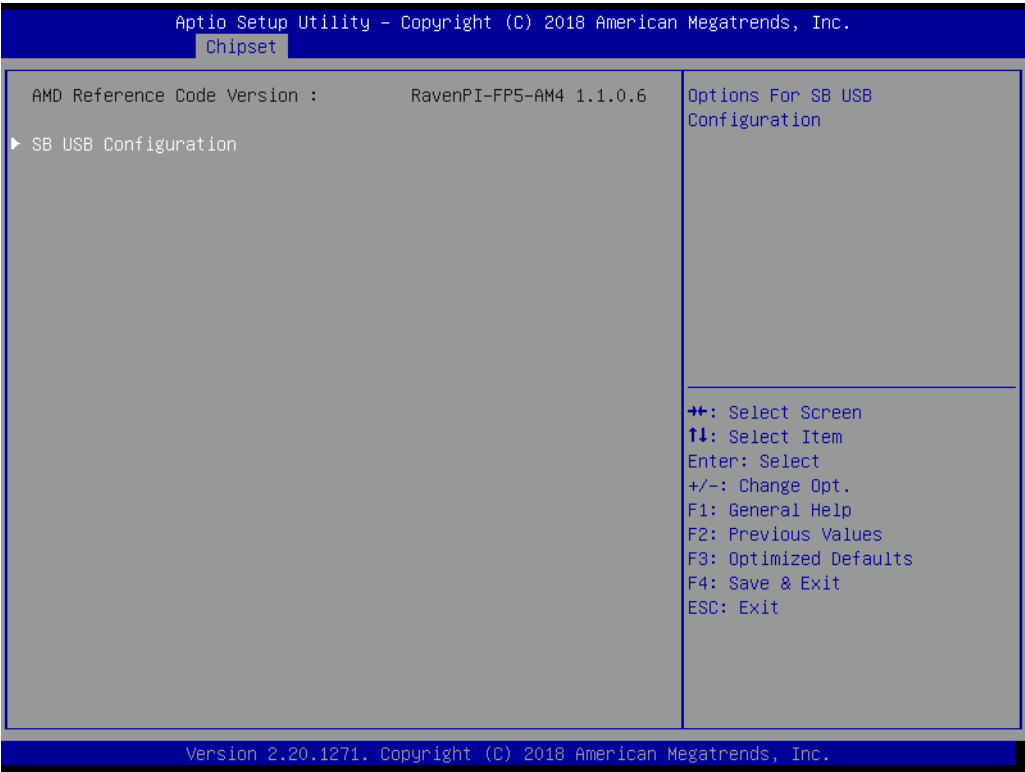 Aptio Setup Utility – Copyright (C) 2018 American Megatrends, Inc.
Chipset
AMD Reference Code Version : RavenPI-FP5-AM4 1.1.0.6
▶ SB USB Configuration
Options For SB USB
Configuration
→←: Select Screen
↑↓: Select Item
Enter: Select
+/-: Change Opt.
F1: General Help
F2: Previous Values
F3: Optimized Defaults
F4: Save & Exit
ESC: Exit
Version 2.20.1271. Copyright (C) 2018 American Megatrends, Inc.